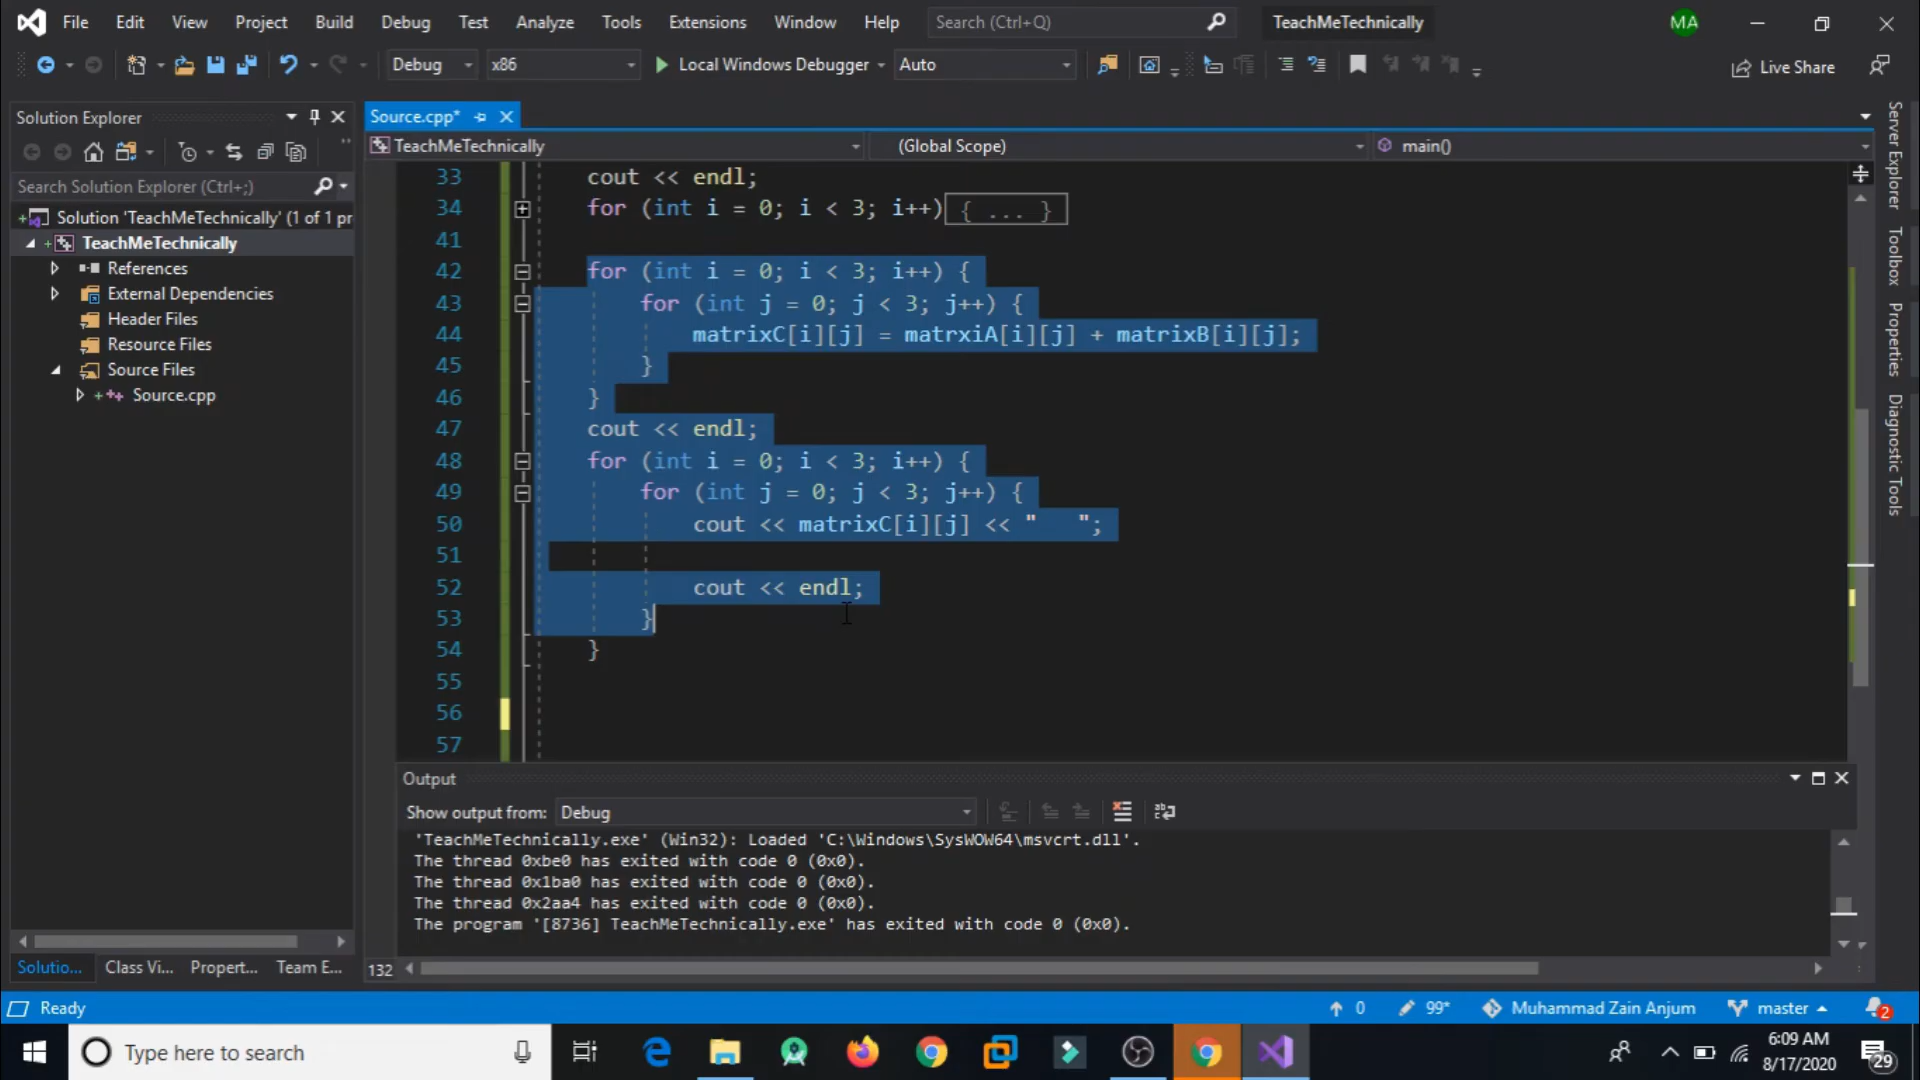 File Edit View Project Build Debug Test Analyze Tools Extensions Window Help Search (Ctrl+Q) TeachMeTechnically MA
Debug x86 Local Windows Debugger Auto Live Share
Solution Explorer
Search Solution Explorer (Ctrl+;)
Solution 'TeachMeTechnically' (1 of 1 pr
TeachMeTechnically
References
External Dependencies
Header Files
Resource Files
Source Files
Source.cpp
Solutio... Class Vi... Propert... Team E...
Source.cpp*
TeachMeTechnically (Global Scope) main()
33 cout << endl;
34 for (int i = 0; i < 3; i++){ ... }
41
42 for (int i = 0; i < 3; i++) {
43 for (int j = 0; j < 3; j++) {
44 matrixC[i][j] = matrxiA[i][j] + matrixB[i][j];
45 }
46 }
47 cout << endl;
48 for (int i = 0; i < 3; i++) {
49 for (int j = 0; j < 3; j++) {
50 cout << matrixC[i][j] << "   ";
51
52 cout << endl;
53 }
54 }
55
56
57
Output
Show output from: Debug
'TeachMeTechnically.exe' (Win32): Loaded 'C:\Windows\SysWOW64\msvcrt.dll'.
The thread 0xbe0 has exited with code 0 (0x0).
The thread 0x1ba0 has exited with code 0 (0x0).
The thread 0x2aa4 has exited with code 0 (0x0).
The program '[8736] TeachMeTechnically.exe' has exited with code 0 (0x0).
132
Server Explorer
Toolbox
Properties
Diagnostic Tools
Ready 0 99* Muhammad Zain Anjum master 2
Type here to search
6:09 AM
8/17/2020
29